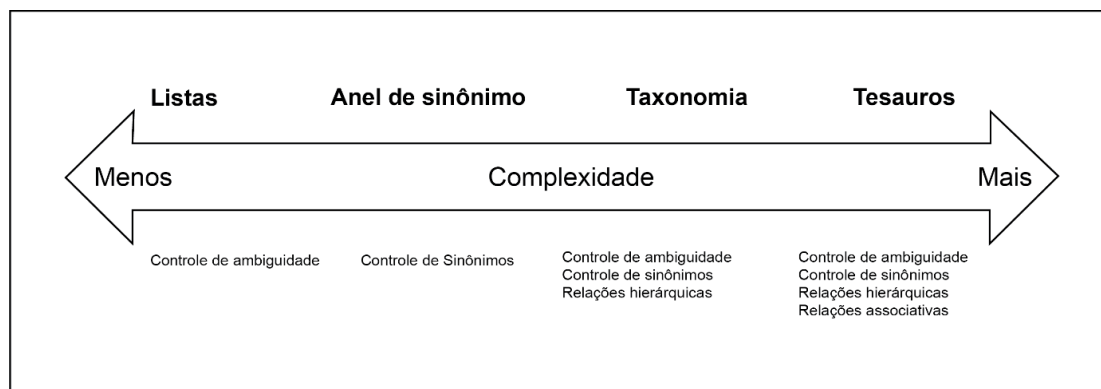 Listas
Anel de sinônimo
Taxonomia
Tesauros
Menos
Complexidade
Mais
Controle de ambiguidade
Controle de Sinônimos
Controle de ambiguidade
Controle de sinônimos
Relações hierárquicas
Controle de ambiguidade
Controle de sinônimos
Relações hierárquicas
Relações associativas